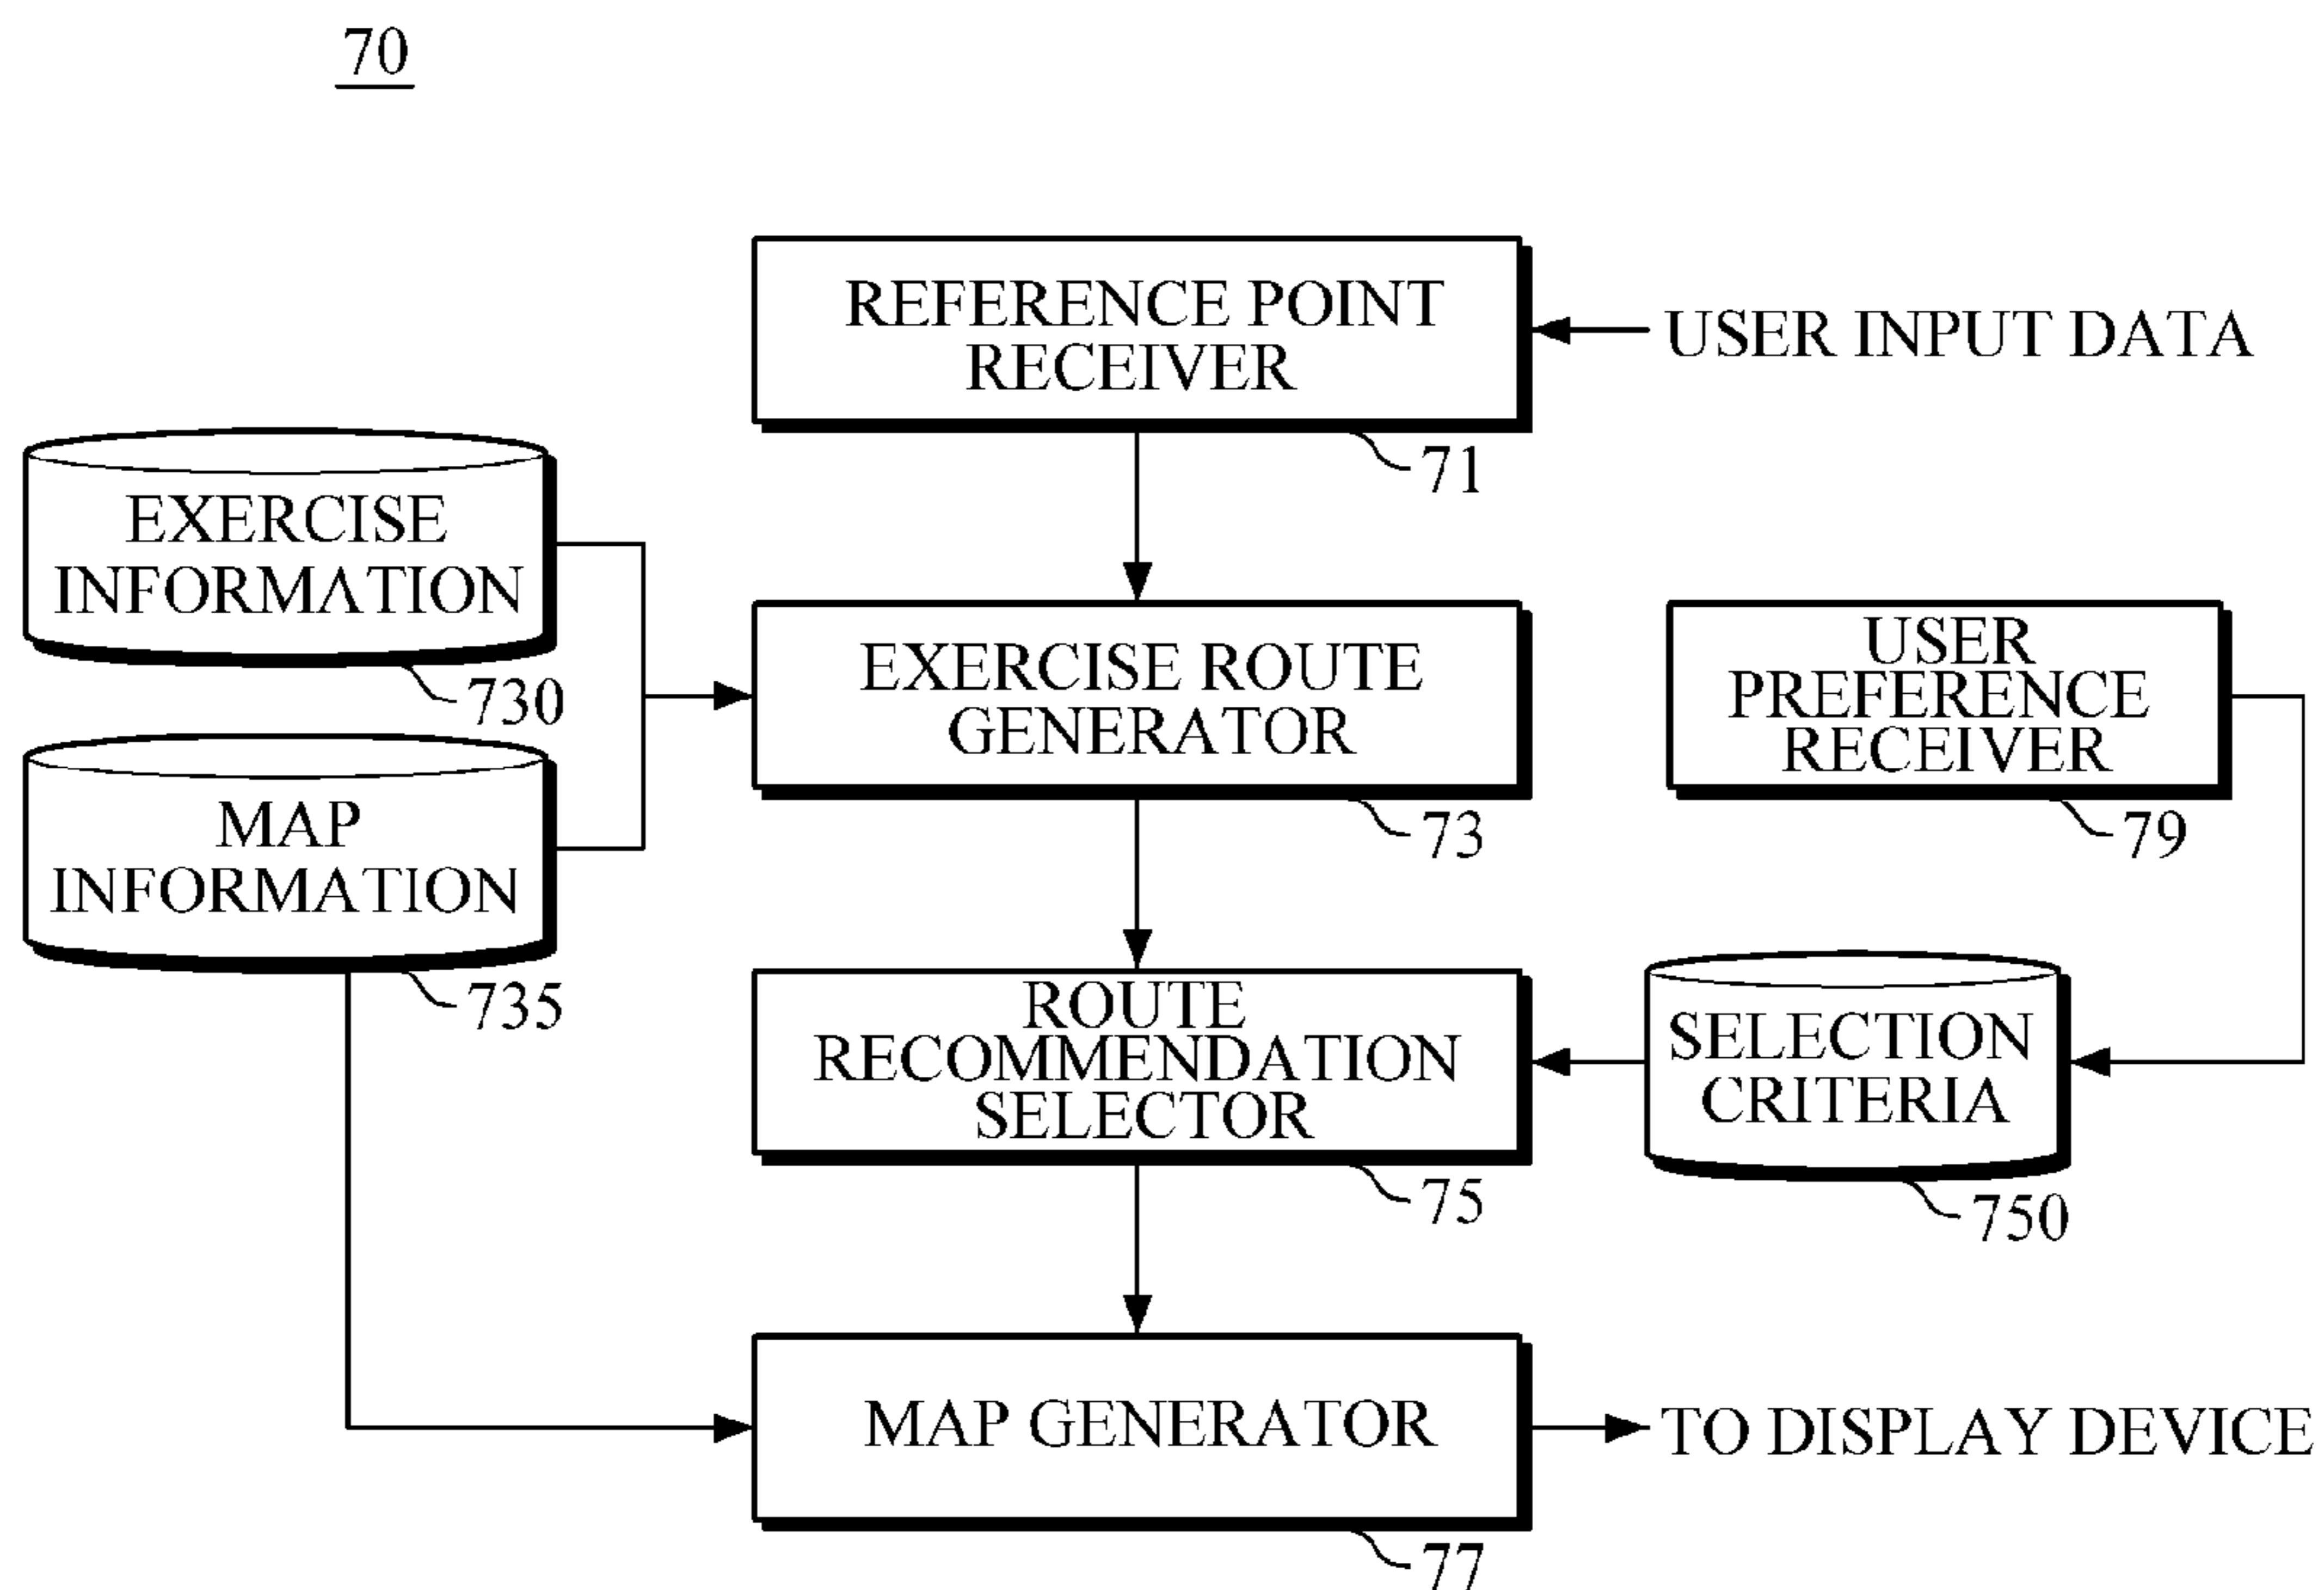 70
REFERENCE POINT
RECEIVER
USER INPUT DATA
71
EXERCISE
INFORMATION
730
EXERCISE ROUTE
GENERATOR
73
USER
PREFERENCE
RECEIVER
79
MAP
INFORMATION
735
ROUTE
RECOMMENDATION
SELECTOR
75
SELECTION
CRITERIA
750
MAP GENERATOR
TO DISPLAY DEVICE
77